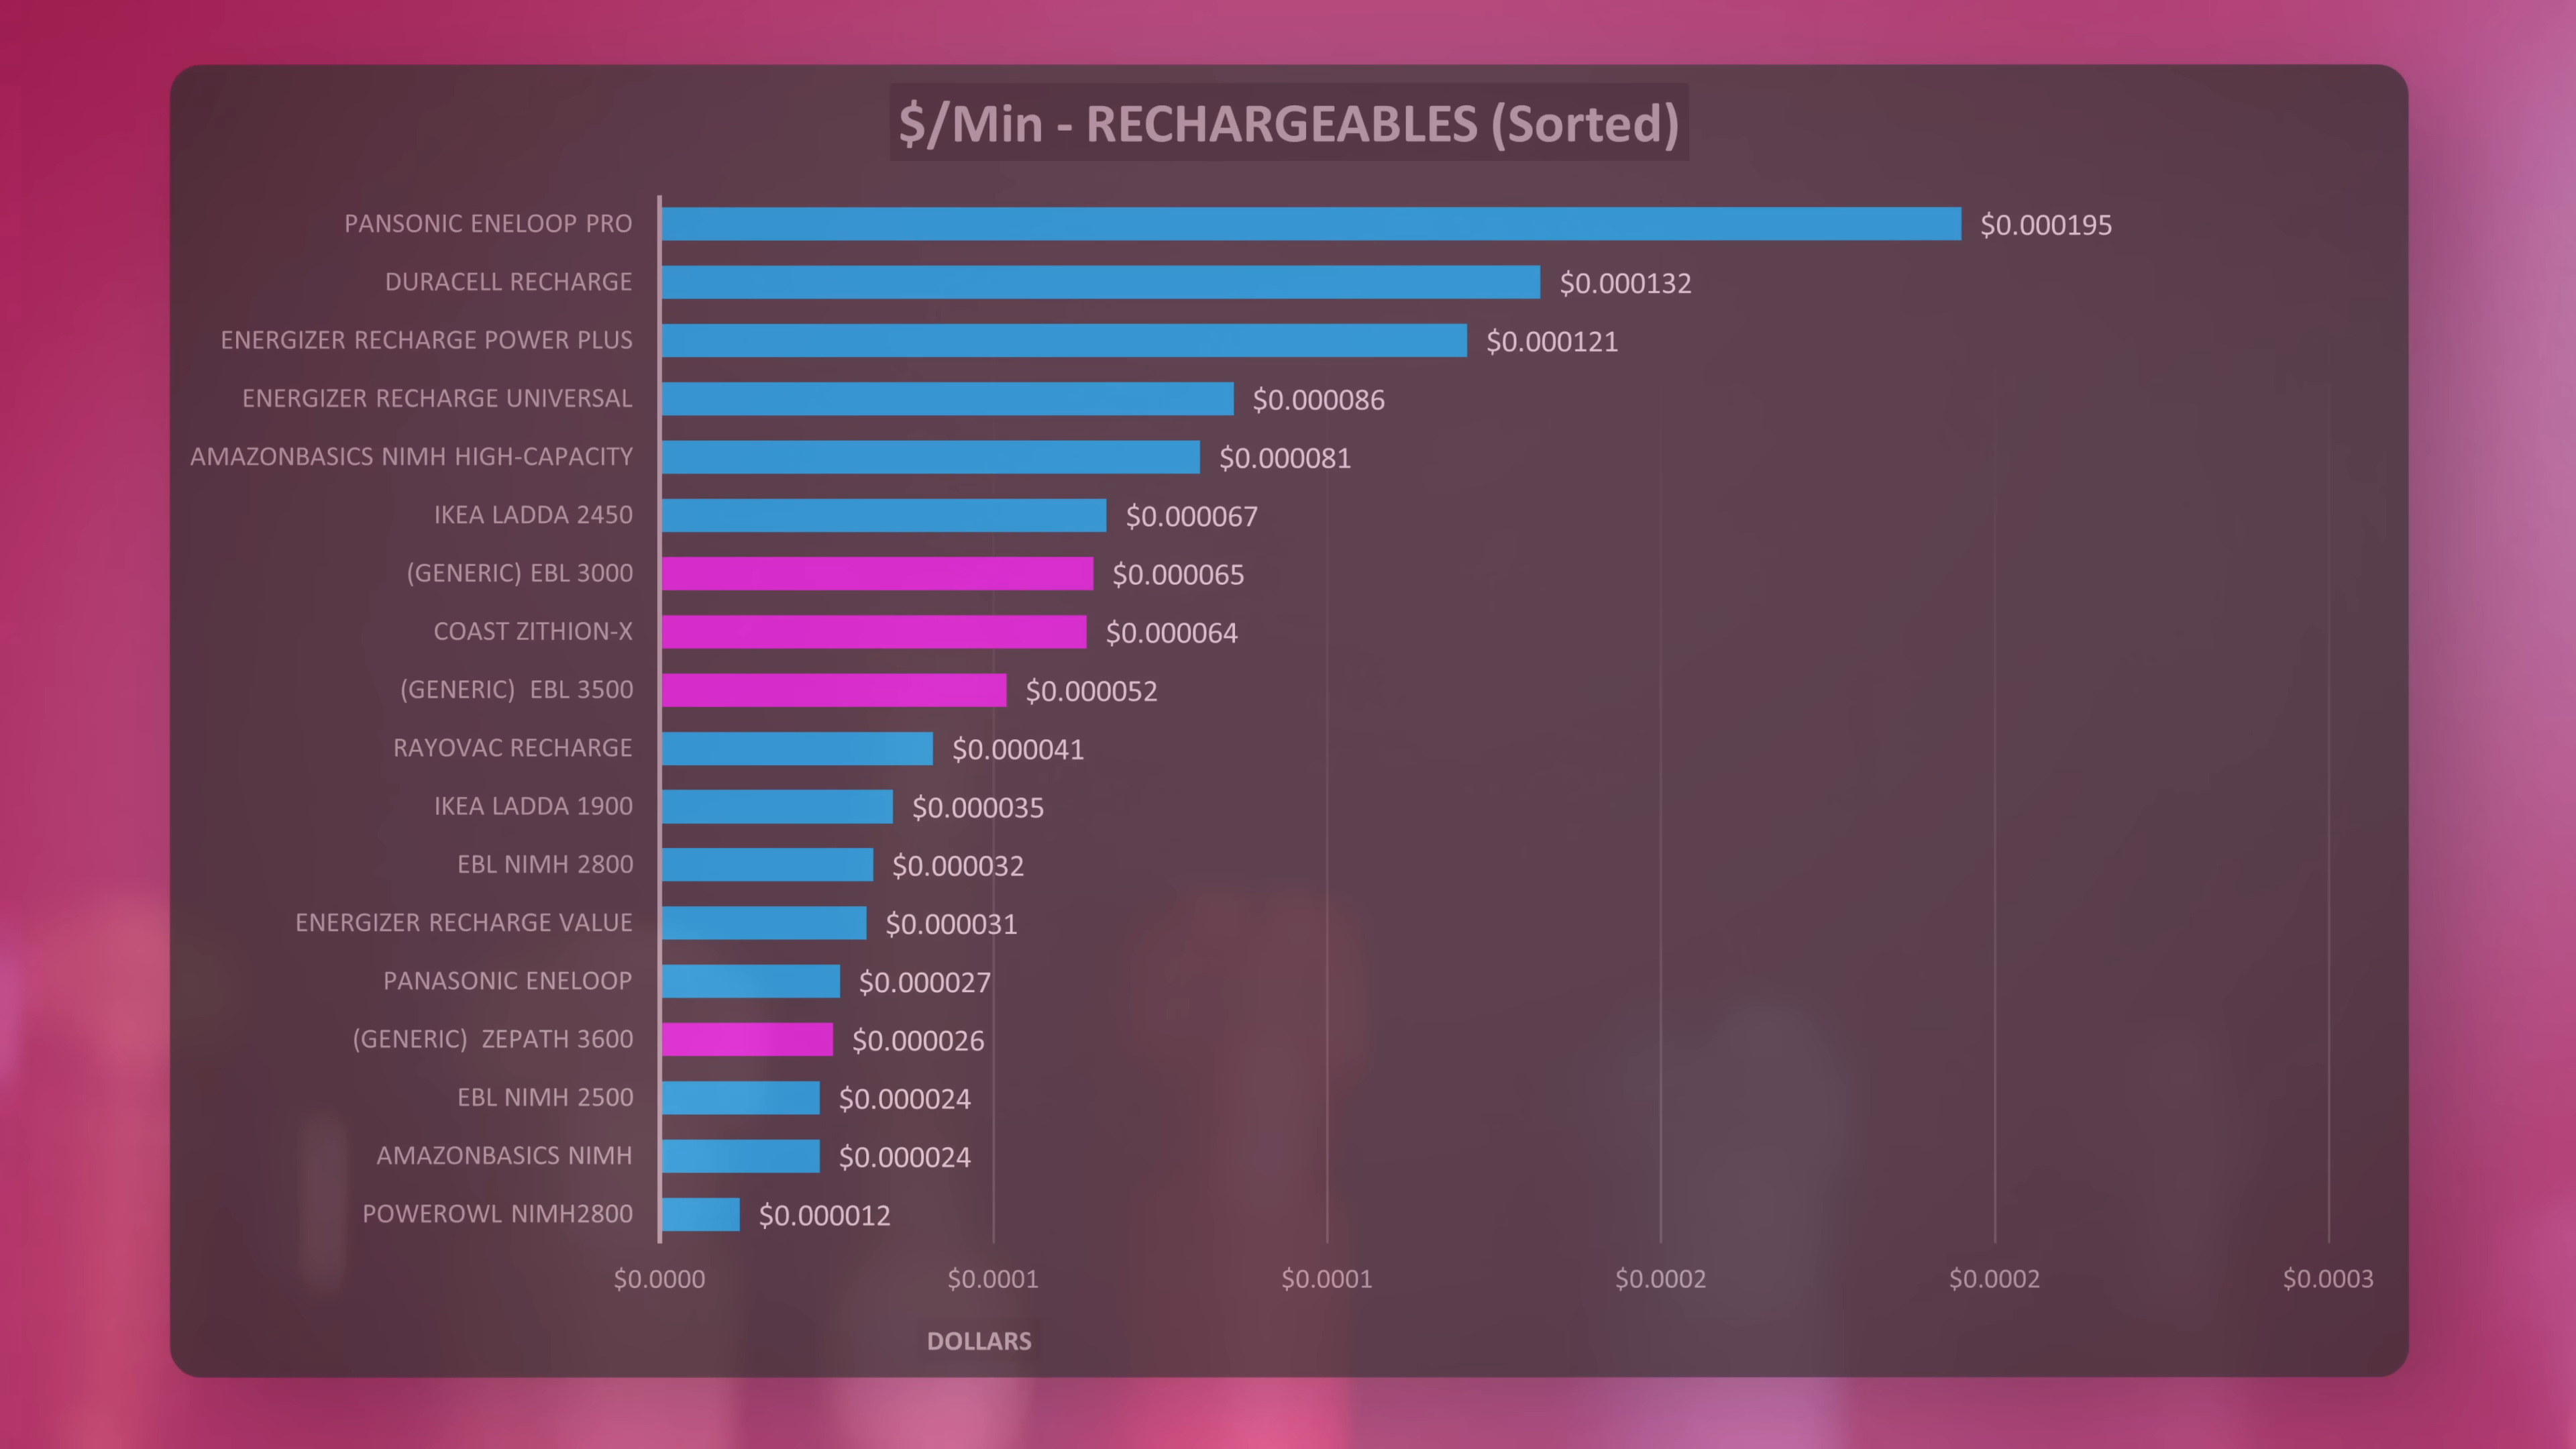 $/Min - RECHARGEABLES (Sorted)
PANSONIC ENELOOP PRO $0.000195
DURACELL RECHARGE $0.000132
ENERGIZER RECHARGE POWER PLUS $0.000121
ENERGIZER RECHARGE UNIVERSAL $0.000086
AMAZONBASICS NIMH HIGH-CAPACITY $0.000081
IKEA LADDA 2450 $0.000067
(GENERIC) EBL 3000 $0.000065
COAST ZITHION-X $0.000064
(GENERIC) EBL 3500 $0.000052
RAYOVAC RECHARGE $0.000041
IKEA LADDA 1900 $0.000035
EBL NIMH 2800 $0.000032
ENERGIZER RECHARGE VALUE $0.000031
PANASONIC ENELOOP $0.000027
(GENERIC) ZEPATH 3600 $0.000026
EBL NIMH 2500 $0.000024
AMAZONBASICS NIMH $0.000024
POWEROWL NIMH2800 $0.000012
$0.0000 $0.0001 $0.0001 $0.0002 $0.0002 $0.0003
DOLLARS